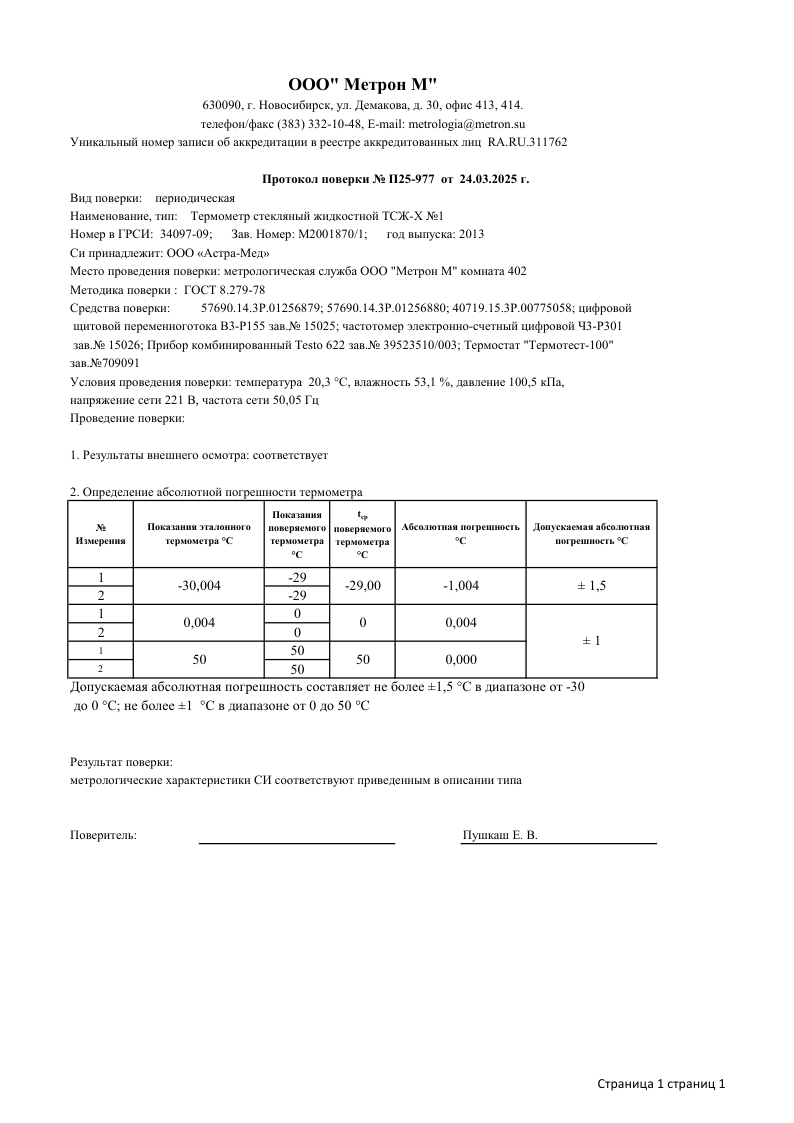 ООО" Метрон М"
630090, г. Новосибирск, ул. Демакова, д. 30, офис 413, 414.
телефон/факс (383) 332-10-48, E-mail: metrologia@metron.su
Уникальный номер записи об аккредитации в реестре аккредитованных лиц RA.RU.311762
Протокол поверки № П25-977 от 24.03.2025 г.
Вид поверки: периодическая
Наименование, тип: Термометр стекляный жидкостной ТСЖ-Х №1
Номер в ГРСИ: 34097-09; Зав. Номер: М2001870/1; год выпуска: 2013
Си принадлежит: ООО «Астра-Мед»
Место проведения поверки: метрологическая служба ООО "Метрон М" комната 402
Методика поверки : ГОСТ 8.279-78
Средства поверки: 57690.14.3Р.01256879; 57690.14.3Р.01256880; 40719.15.3Р.00775058; цифровой
щитовой переменноготока В3-Р155 зав.№ 15025; частотомер электронно-счетный цифровой Ч3-Р301
зав.№ 15026; Прибор комбинированный Testo 622 зав.№ 39523510/003; Термостат "Термотест-100"
зав.№709091
Условия проведения поверки: температура 20,3 °С, влажность 53,1 %, давление 100,5 кПа,
напряжение сети 221 В, частота сети 50,05 Гц
Проведение поверки:
1. Результаты внешнего осмотра: соответствует
2. Определение абсолютной погрешности термометра
№ Измерения | Показания эталонного термометра °С | Показания поверяемого термометра °С | tср поверяемого термометра °С | Абсолютная погрешность °С | Допускаемая абсолютная погрешность °С
1 | -30,004 | -29 | -29,00 | -1,004 | ± 1,5
2 | -29
1 | 0,004 | 0 | 0 | 0,004 | ± 1
2 | 0
1 | 50 | 50 | 50 | 0,000
2 | 50
Допускаемая абсолютная погрешность составляет не более ±1,5 °С в диапазоне от -30
до 0 °С; не более ±1 °С в диапазоне от 0 до 50 °С
Результат поверки:
метрологические характеристики СИ соответствуют приведенным в описании типа
Поверитель: Пушкаш Е. В.
Страница 1 страниц 1